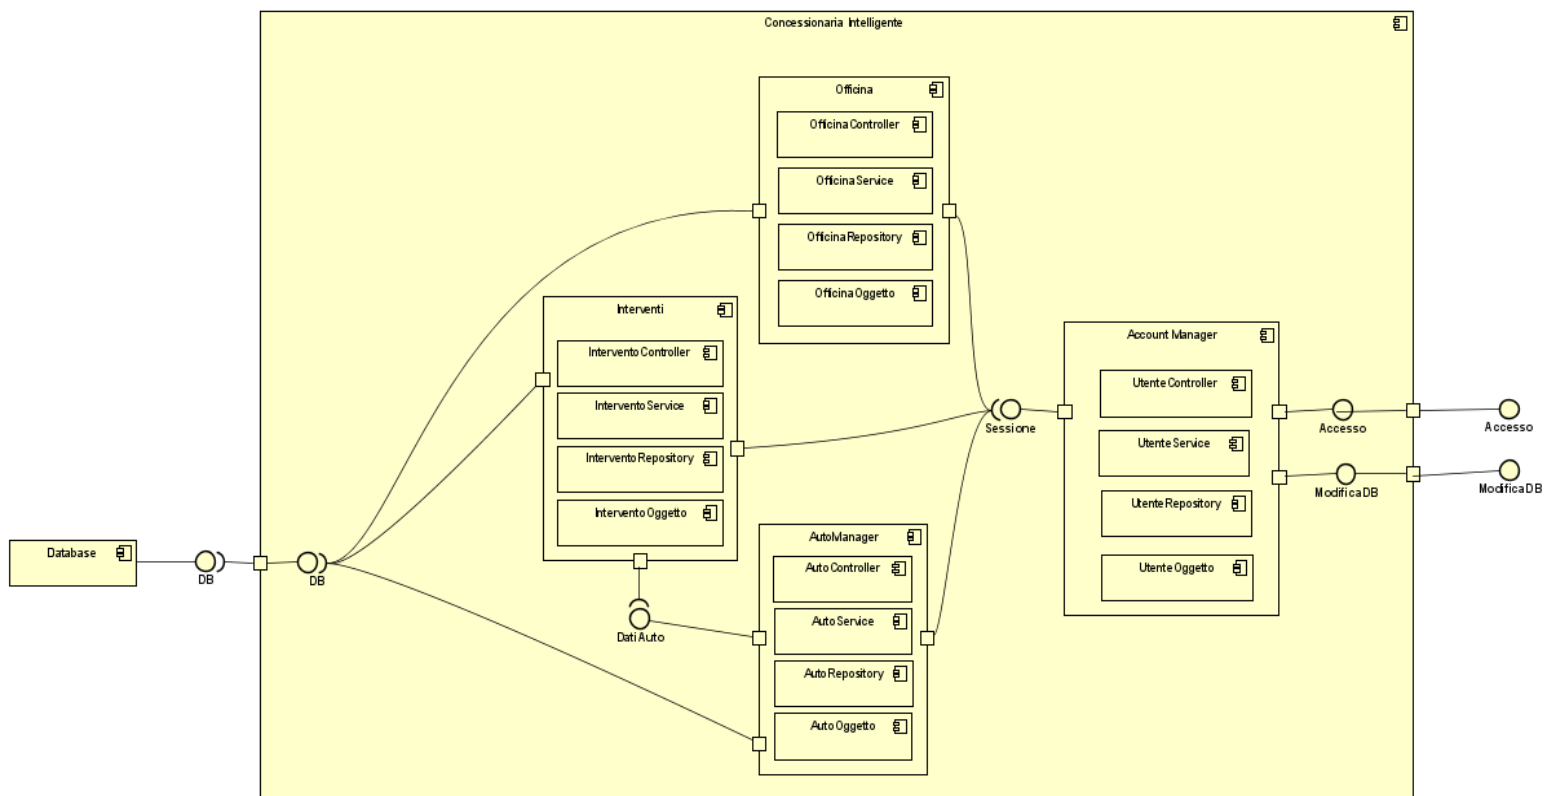 Concessionaria Intelligente
Officina
Officina Controller
Officina Service
Officina Repository
Officina Oggetto
Interventi
Intervento Controller
Intervento Service
Intervento Repository
Intervento Oggetto
Account Manager
Utente Controller
Utente Service
Utente Repository
Utente Oggetto
Sessione
Accesso
Accesso
Modifica DB
Modifica DB
Database
DB
DB
Dati Auto
AutoManager
Auto Controller
Auto Service
Auto Repository
Auto Oggetto